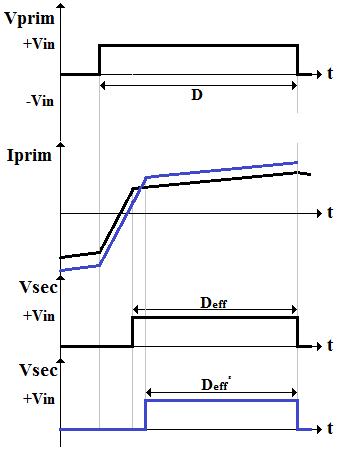 Vprim
+Vin
t
-Vin
D
Iprim
t
Vsec
Deff
+Vin
t
Vsec
Deff'
+Vin
t